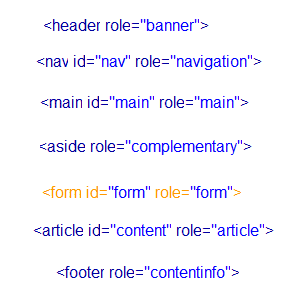 <header role="banner">
<nav id="nav" role="navigation">
<main id="main" role="main">
<aside role="complementary">
<form id="form" role="form">
<article id="content" role="article">
<footer role="contentinfo">